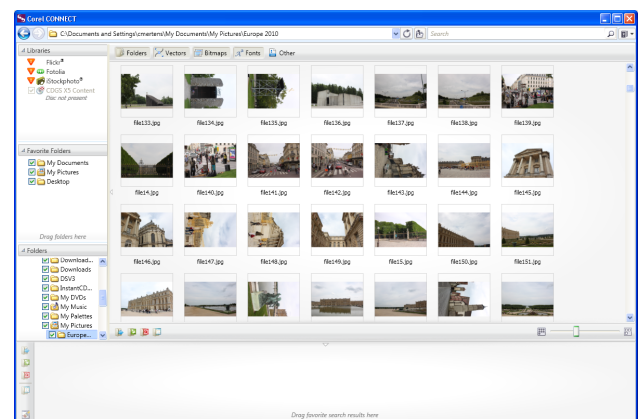 Corel CONNECT
C:\Documents and Settings\cmartens\My Documents\My Pictures\Europe 2010
Search
Libraries
Flickr®
Fotolia
iStockphoto®
CDGS X5 Content
Disc not present
Favorite Folders
My Documents
My Pictures
Desktop
Drag folders here
Folders
Download...
Downloads
DSV3
InstantCD...
My DVDs
My Music
My Palettes
My Pictures
Europe...
Folders Vectors Bitmaps Fonts Other
file133.jpg file134.jpg file135.jpg file136.jpg file137.jpg file138.jpg file139.jpg
file14.jpg file140.jpg file141.jpg file142.jpg file143.jpg file144.jpg file145.jpg
file146.jpg file147.jpg file148.jpg file149.jpg file15.jpg file150.jpg file151.jpg
Drag favorite search results here